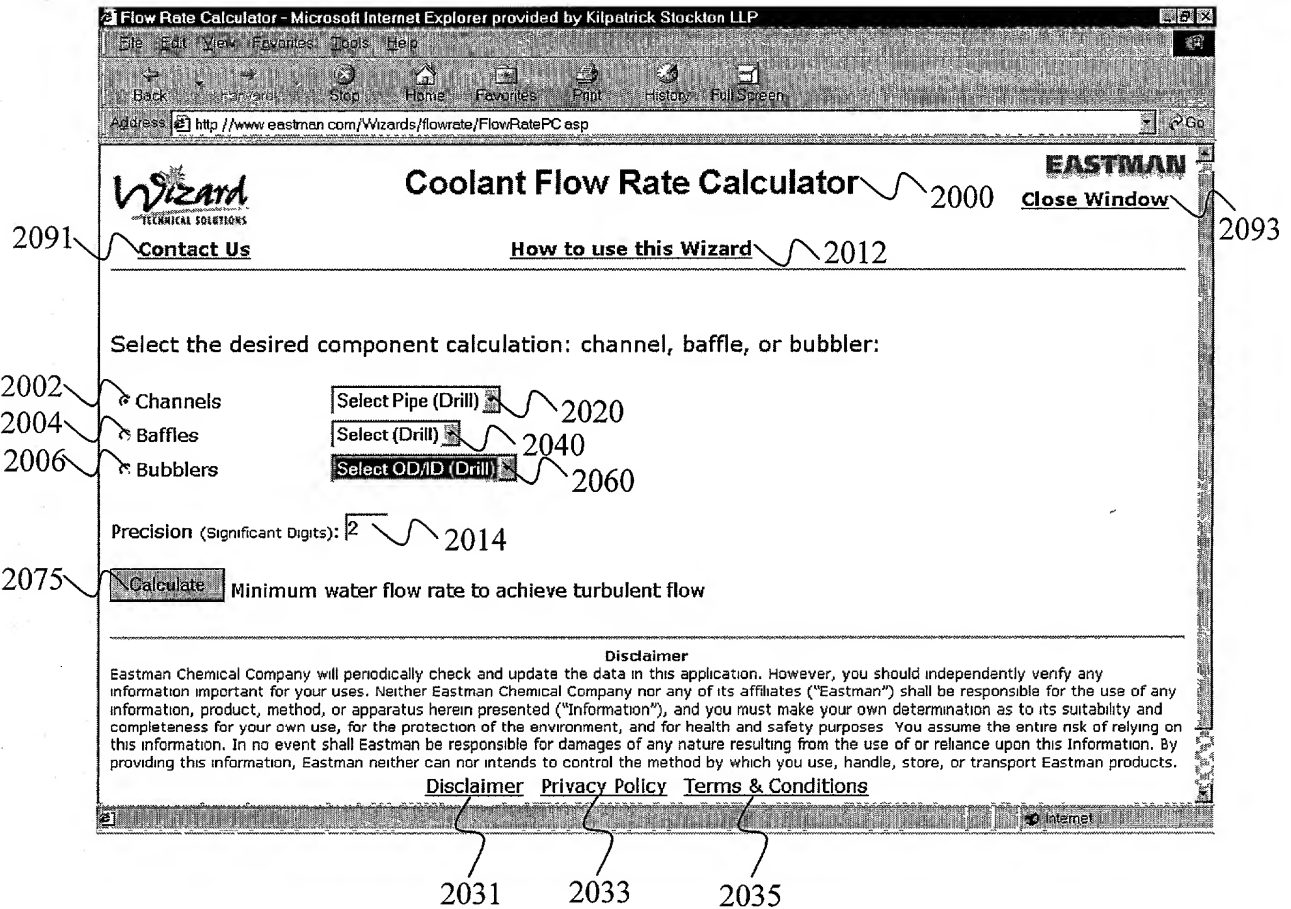 Flow Rate Calculator - Microsoft Internet Explorer provided by Kilpatrick Stockton LLP
File Edit View Favorites Tools Help
Back Forward Stop Home Favorites Print History Full Screen
Address http //www eastman com/Wizards/flowrate/FlowRatePC asp Go
Wizard
TECHNICAL SOLUTIONS
Coolant Flow Rate Calculator 2000
EASTMAN
Close Window 2093
2091 Contact Us How to use this Wizard 2012
Select the desired component calculation: channel, baffle, or bubbler:
2002 Channels Select Pipe (Drill) 2020
2004 Baffles Select (Drill) 2040
2006 Bubblers Select OD/ID (Drill) 2060
Precision (Significant Digits): 2 2014
2075 Calculate Minimum water flow rate to achieve turbulent flow
Disclaimer
Eastman Chemical Company will periodically check and update the data in this application. However, you should independently verify any
information important for your uses. Neither Eastman Chemical Company nor any of its affiliates ("Eastman") shall be responsible for the use of any
information, product, method, or apparatus herein presented ("Information"), and you must make your own determination as to its suitability and
completeness for your own use, for the protection of the environment, and for health and safety purposes You assume the entire risk of relying on
this information. In no event shall Eastman be responsible for damages of any nature resulting from the use of or reliance upon this Information. By
providing this information, Eastman neither can nor intends to control the method by which you use, handle, store, or transport Eastman products.
Disclaimer Privacy Policy Terms & Conditions
Internet
2031 2033 2035